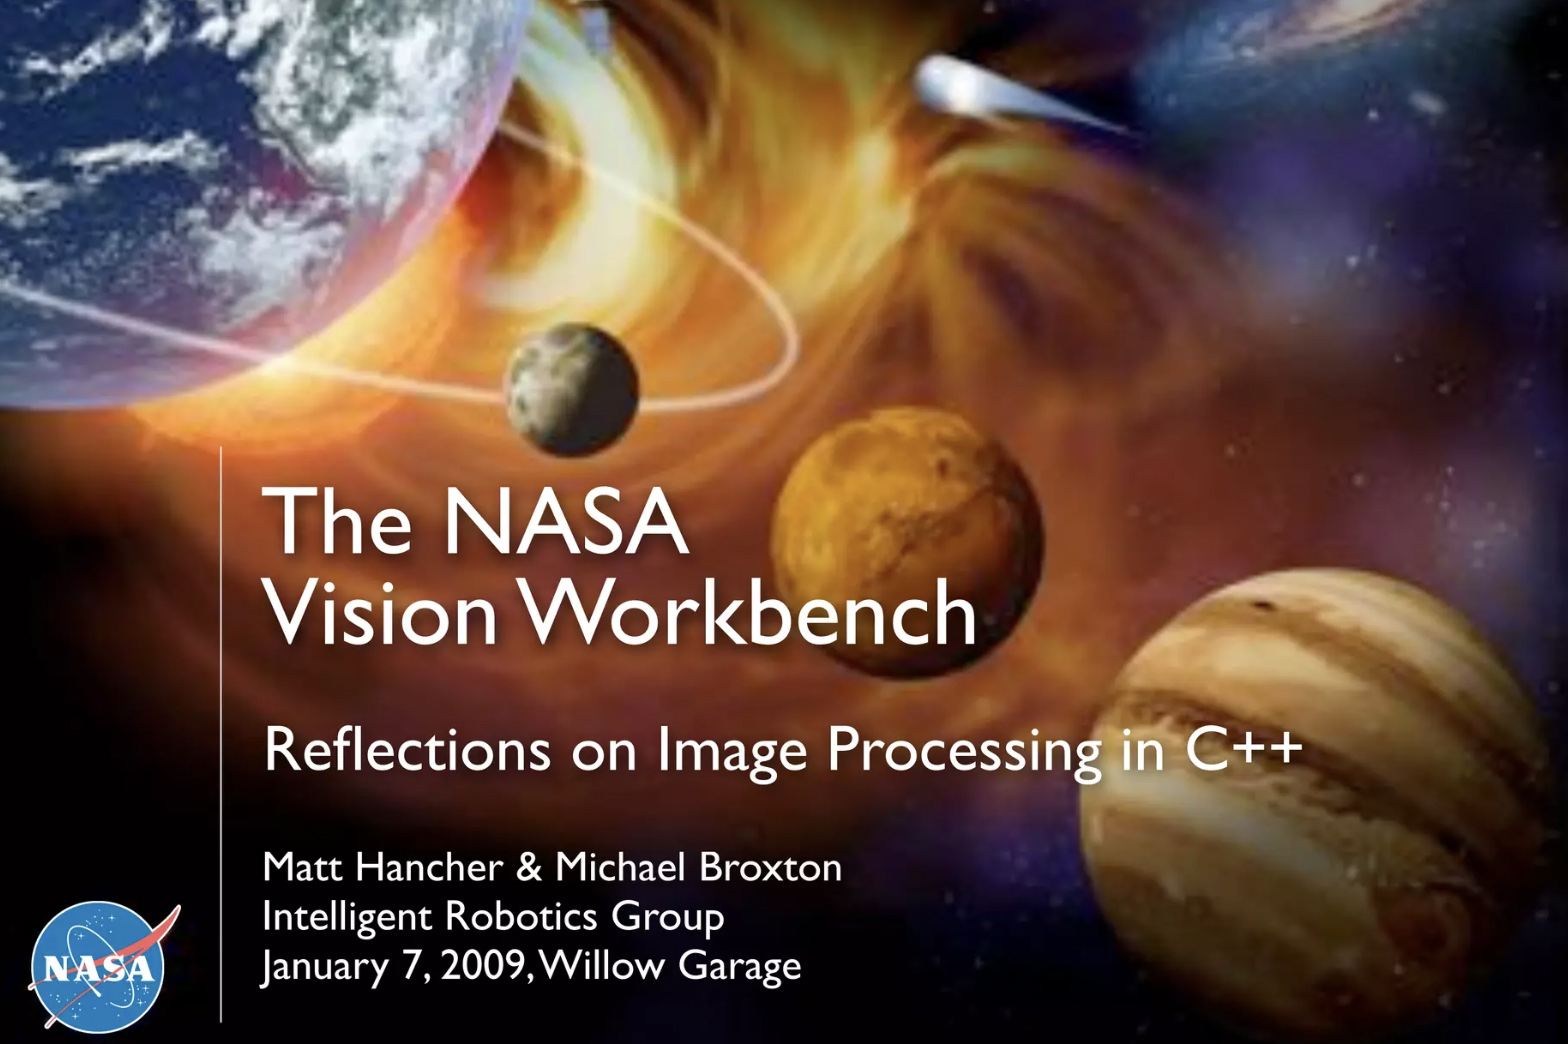 The NASA
Vision Workbench
Reflections on Image Processing in C++
Matt Hancher & Michael Broxton
Intelligent Robotics Group
January 7, 2009, Willow Garage
NASA